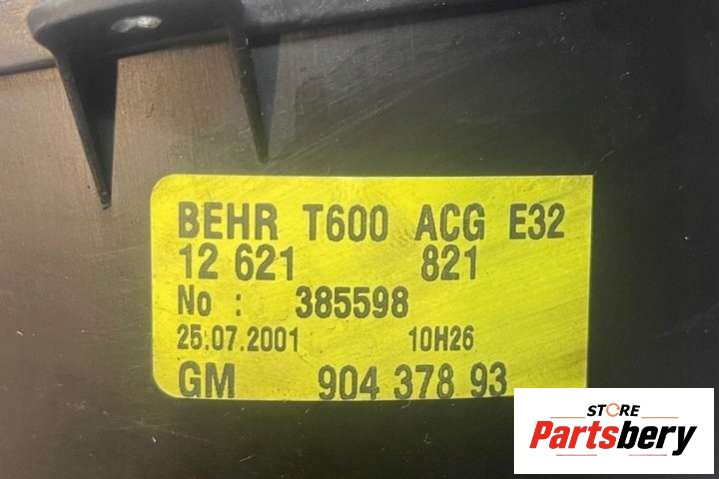 BEHR T600 ACG E32
12 621 821
No : 385598
25.07.2001 10H26
GM 904 378 93
STORE
Partsbery